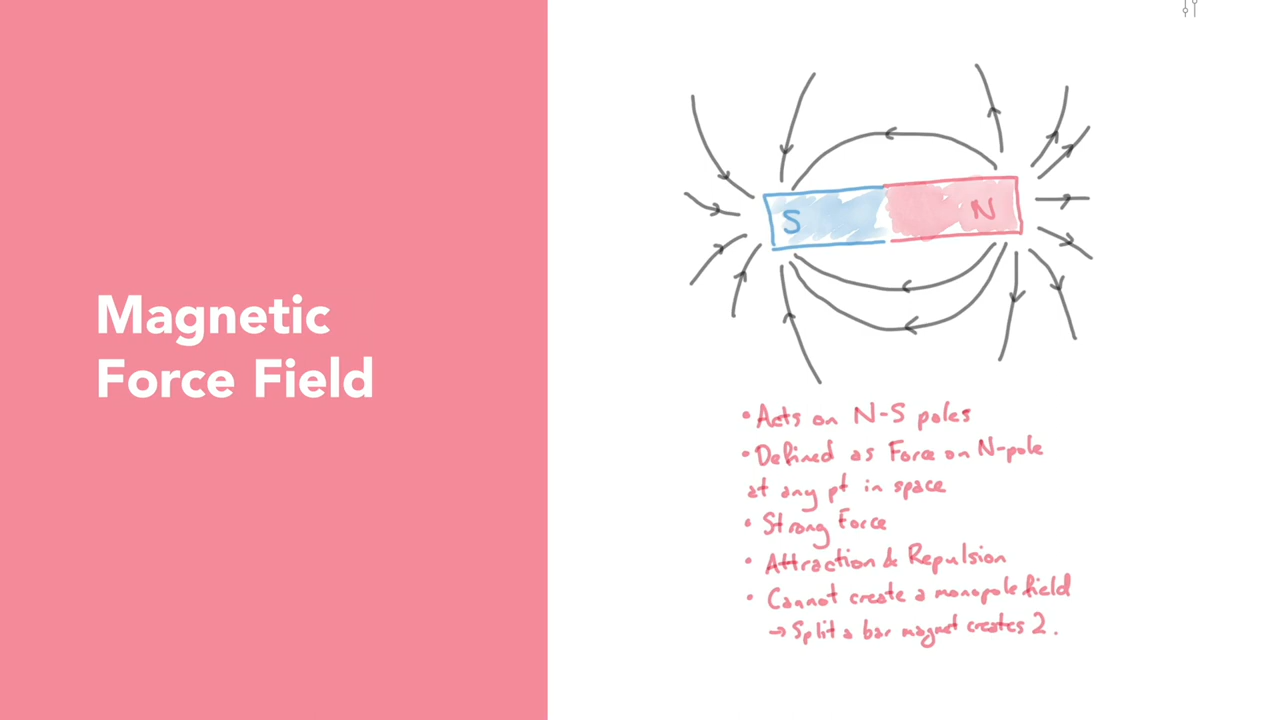 Magnetic
Force Field
S
N
• Acts on N-S poles
• Defined as Force on N-pole
at any pt in space
• Strong Force
• Attraction & Repulsion
• Cannot create a monopole field
→ Split a bar magnet creates 2.